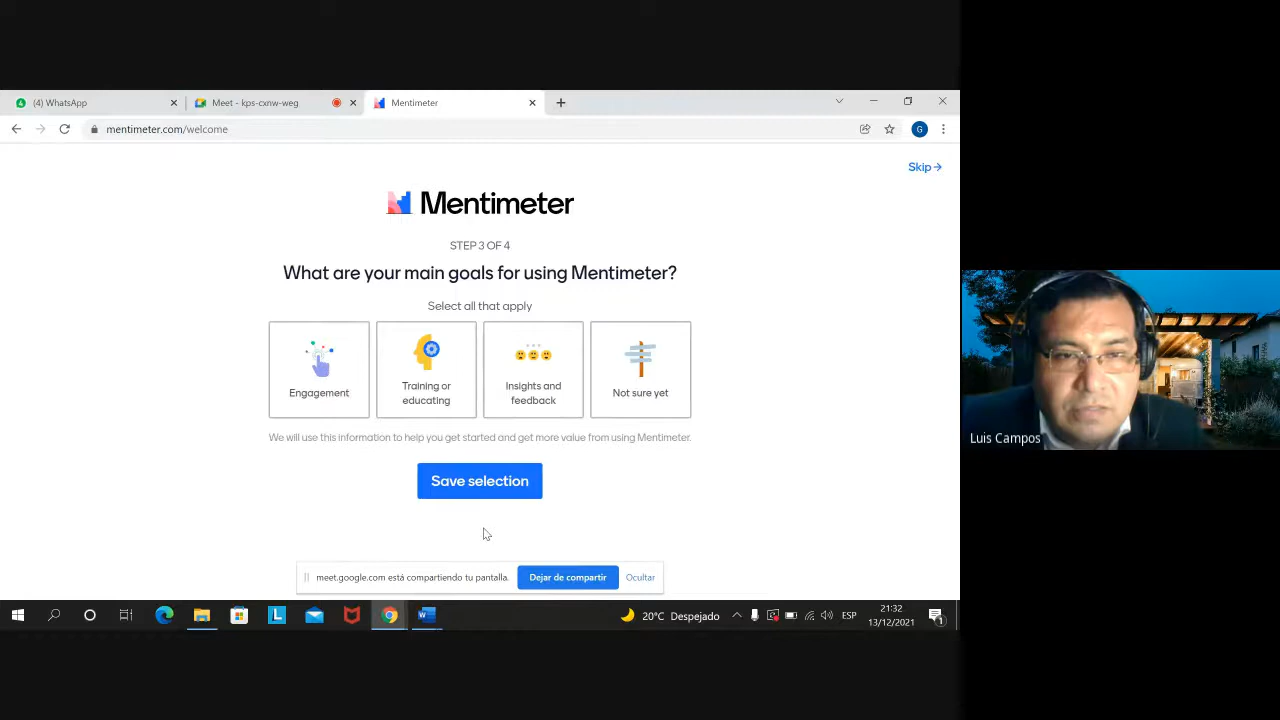 (4) WhatsApp
Meet - kps-cxnw-weg
Mentimeter
mentimeter.com/welcome
G
Skip→
Mentimeter
STEP 3 OF 4
What are your main goals for using Mentimeter?
Select all that apply
Engagement
Training or
educating
Insights and
feedback
Not sure yet
We will use this information to help you get started and get more value from using Mentimeter.
Save selection
meet.google.com está compartiendo tu pantalla.
Dejar de compartir
Ocultar
Luis Campos
L
W
20°C Despejado
ESP
21:32
13/12/2021
1